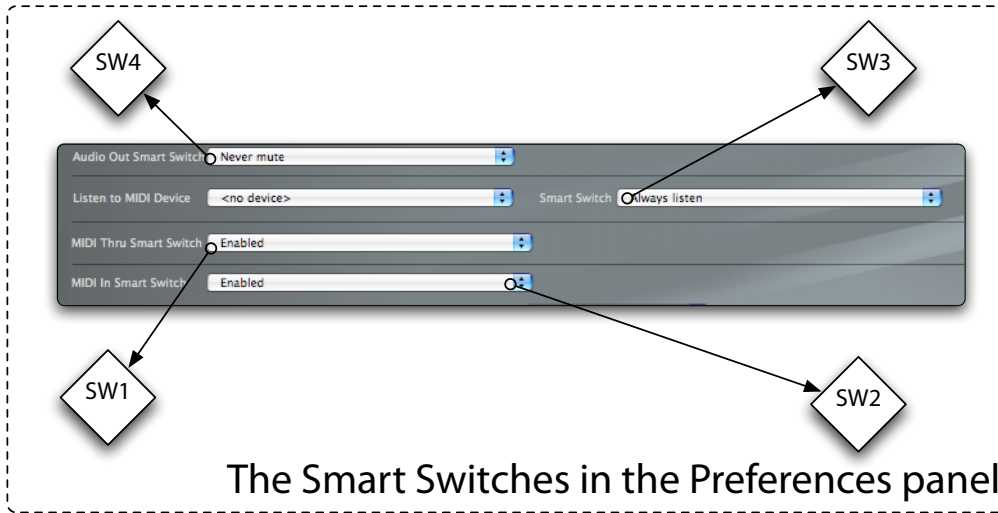 SW4
SW3
Audio Out Smart Switch Never mute
Listen to MIDI Device <no device> Smart Switch Always listen
MIDI Thru Smart Switch Enabled
MIDI In Smart Switch Enabled
SW1
SW2
The Smart Switches in the Preferences panel